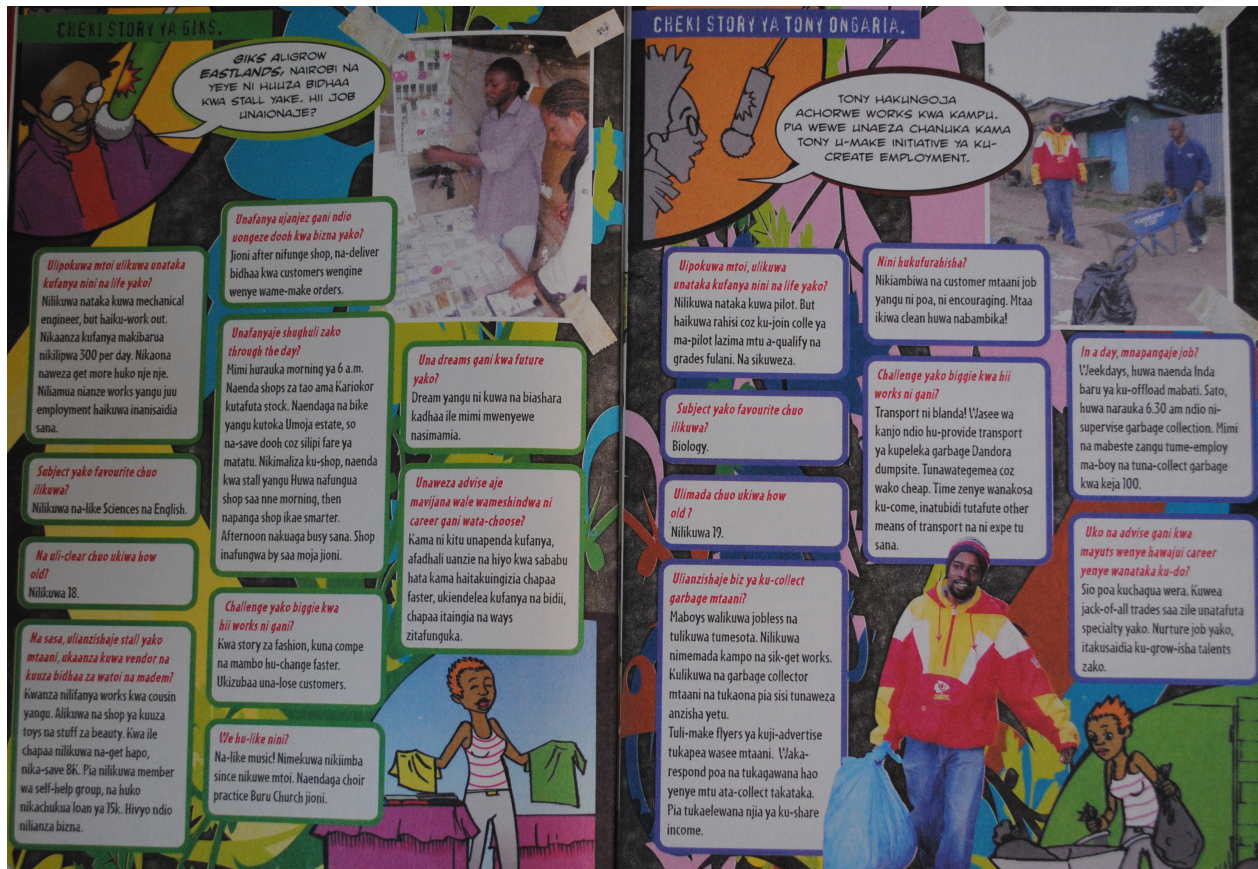 CHEKI STORY YA GIKS.
GIKS ALIGROW
EASTLANDS, NAIROBI NA
YEYE NI HUUZA BIDHAA
KWA STALL YAKE. HII JOB
UNAIONAJE?
Ulipokuwa mtoi ulikuwa unataka
kufanya nini na life yako?
Nilikuwa nataka kuwa mechanical
engineer, but haiku-work out.
Nikaanza kufanya makibarua
nikilipwa 300 per day. Nikaona
naweza get more huko nje nje.
Niliamua nianze works yangu juu
employment haikuwa inanisaidia
sana.
Subject yako favourite chuo
ilikuwa?
Nilikuwa na-like Sciences na English.
Na uli-clear chuo ukiwa how
old?
Nilikuwa 18.
Na sasa, ulianzishaje stall yako
mtaani, ukaanza kuwa vendor na
kuuza bidhaa za watoi na madem?
Kwanza nilifanya works kwa cousin
yangu. Alikuwa na shop ya kuuza
toys na stuff za beauty. Kwa ile
chapaa nilikuwa na-get hapo,
nika-save 8K. Pia nilikuwa member
wa self-help group, na huko
nikachukua loan ya 15k. Hivyo ndio
nilianza bizna.
Unafanya ujanjez gani ndio
uongeze dooh kwa bizna yako?
Jioni after nifunge shop, na-deliver
bidhaa kwa customers wengine
wenye wame-make orders.
Unafanyaje shughuli zako
through the day?
Mimi hurauka morning ya 6 a.m.
Naenda shops za tao ama Kariokor
kutafuta stock. Naendaga na bike
yangu kutoka Umoja estate, so
na-save dooh coz silipi fare ya
matatu. Nikimaliza ku-shop, naenda
kwa stall yangu Huwa nafungua
shop saa nne morning, then
napanga shop ikae smarter.
Afternoon nakuaga busy sana. Shop
inafungwa by saa moja jioni.
Challenge yako biggie kwa
hii works ni gani?
Kwa story za fashion, kuna compe
na mambo hu-change faster.
Ukizubaa una-lose customers.
We hu-like nini?
Na-like music! Nimekuwa nikiimba
since nikuwe mtoi. Naendaga choir
practice Buru Church jioni.
Una dreams gani kwa future
yako?
Dream yangu ni kuwa na biashara
kadhaa ile mimi mwenyewe
nasimamia.
Unaweza advise aje
mavijana wale wameshindwa ni
career gani wata-choose?
Kama ni kitu unapenda kufanya,
afadhali uanzie na hiyo kwa sababu
hata kama haitakuingizia chapaa
faster, ukiendelea kufanya na bidii,
chapaa itaingia na ways
zitafunguka.
CHEKI STORY YA TONY ONGARIA.
TONY HAKUNGOJA
ACHORWE WORKS KWA KAMPU.
PIA WEWE UNAEZA CHANUKA KAMA
TONY U-MAKE INITIATIVE YA KU-
CREATE EMPLOYMENT.
Uipokuwa mtoi, ulikuwa
unataka kufanya nini na life yako?
Nilikuwa nataka kuwa pilot. But
haikuwa rahisi coz ku-join colle ya
ma-pilot lazima mtu a-qualify na
grades fulani. Na sikuweza.
Subject yako favourite chuo
ilikuwa?
Biology.
Ulimada chuo ukiwa how
old ?
Nilikuwa 19.
Ulianzishaje biz ya ku-collect
garbage mtaani?
Maboys walikuwa jobless na
tulikuwa tumesota. Nilikuwa
nimemada kampo na sik-get works.
Kulikuwa na garbage collector
mtaani na tukaona pia sisi tunaweza
anzisha yetu.
Tuli-make flyers ya kuji-advertise
tukapea wasee mtaani. Waka-
respond poa na tukagawana hao
yenye mtu ata-collect takataka.
Pia tukaelewana njia ya ku-share
income.
Nini hukufurahisha?
Nikiambiwa na customer mtaani job
yangu ni poa, ni encouraging. Mtaa
ikiwa clean huwa nabambika!
Challenge yako biggie kwa hii
works ni gani?
Transport ni blanda! Wasee wa
kanjo ndio hu-provide transport
ya kupeleka garbage Dandora
dumpsite. Tunawategemea coz
wako cheap. Time zenye wanakosa
ku-come, inatubidi tutafute other
means of transport na ni expe tu
sana.
In a day, mnapangaje job?
Weekdays, huwa naenda Inda
baru ya ku-offload mabati. Sato,
huwa narauka 6.30 am ndio ni-
supervise garbage collection. Mimi
na mabeste zangu tume-employ
ma-boy na tuna-collect garbage
kwa keja 100.
Uko na advise gani kwa
mayuts wenye hawajui career
yenye wanataka ku-do?
Sio poa kuchagua wera. Kuwea
jack-of-all trades saa zile unatafuta
specialty yako. Nurture job yako,
itakusaidia ku-grow-isha talents
zako.